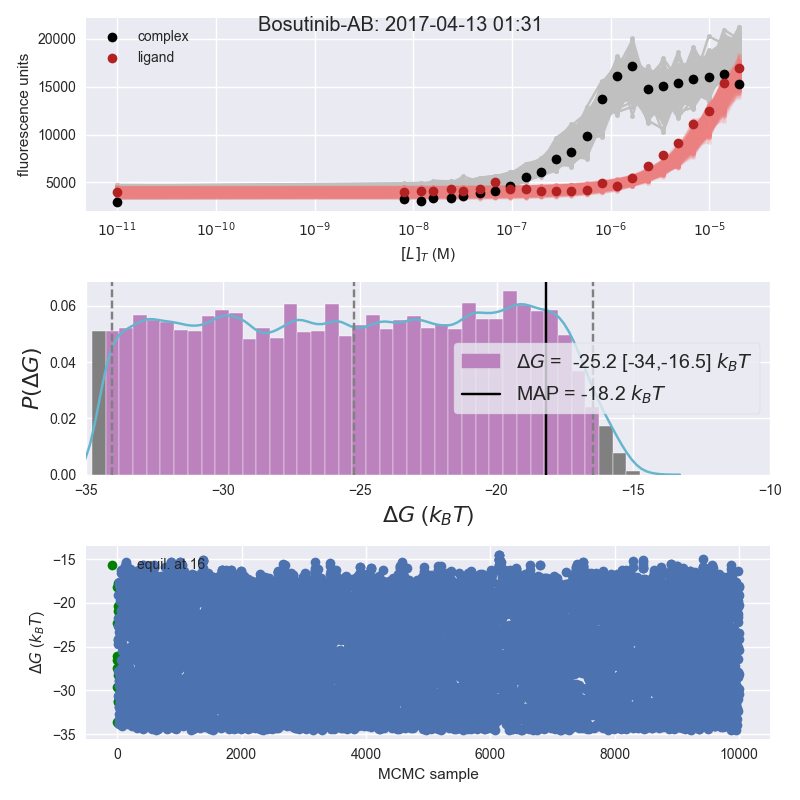 Bosutinib-AB: 2017-04-13 01:31
complex
ligand
fluorescence units
20000
15000
10000
5000
10⁻¹¹ 10⁻¹⁰ 10⁻⁹ 10⁻⁸ 10⁻⁷ 10⁻⁶ 10⁻⁵
[L]_T (M)
P(ΔG)
0.06
0.04
0.02
0.00
ΔG = -25.2 [-34,-16.5] k_BT
MAP = -18.2 k_BT
−35 −30 −25 −20 −15 −10
ΔG (k_BT)
ΔG (k_BT)
−15
−20
−25
−30
−35
equil. at 16
0 2000 4000 6000 8000 10000
MCMC sample